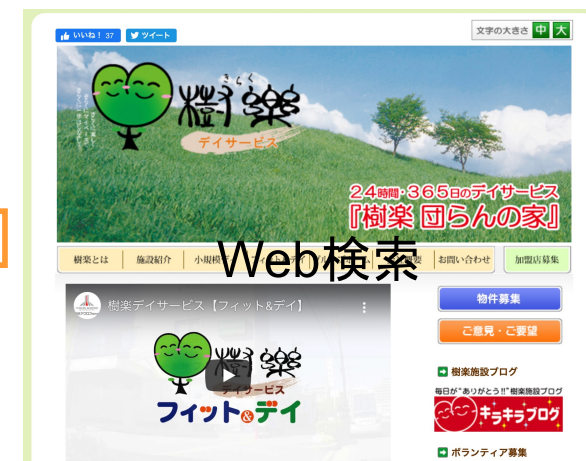 いいね! 37 ツイート
文字の大きさ 中 大
きらく
樹楽
デイサービス
24時間・365日のデイサービス
『樹楽 団らんの家』
樹楽とは 施設紹介 小規模 概要 お問い合わせ 加盟店募集
Web検索
樹楽デイサービス【フィット&デイ】
樹楽
デイサービス
フィット&デイ
物件募集
ご意見・ご要望
樹楽施設ブログ
毎日が"ありがとう!!"樹楽施設ブログ
キラキラブログ
ボランティア募集